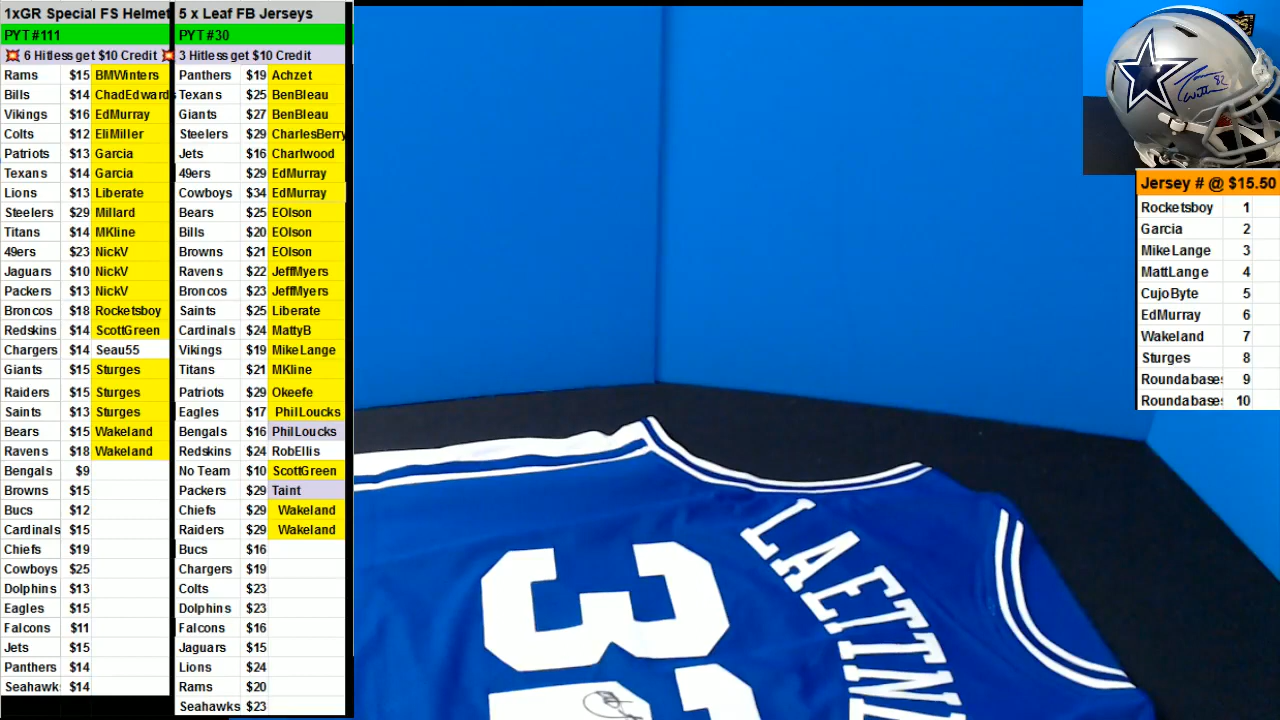 1xGR Special FS Helmet
PYT #111
💥 6 Hitless get $10 Credit 💥
Rams $15 BMWinters
Bills $14 ChadEdwards
Vikings $16 EdMurray
Colts $12 EliMiller
Patriots $13 Garcia
Texans $14 Garcia
Lions $13 Liberate
Steelers $29 Millard
Titans $14 MKline
49ers $23 NickV
Jaguars $10 NickV
Packers $13 NickV
Broncos $18 Rocketsboy
Redskins $14 ScottGreen
Chargers $14 Seau55
Giants $15 Sturges
Raiders $15 Sturges
Saints $13 Sturges
Bears $15 Wakeland
Ravens $18 Wakeland
Bengals $9
Browns $15
Bucs $12
Cardinals $15
Chiefs $19
Cowboys $25
Dolphins $13
Eagles $15
Falcons $11
Jets $15
Panthers $14
Seahawk $14
5 x Leaf FB Jerseys
PYT #30
3 Hitless get $10 Credit
Panthers $19 Achzet
Texans $25 BenBleau
Giants $27 BenBleau
Steelers $29 CharlesBerry
Jets $16 Charlwood
49ers $29 EdMurray
Cowboys $34 EdMurray
Bears $25 EOlson
Bills $20 EOlson
Browns $21 EOlson
Ravens $22 JeffMyers
Broncos $23 JeffMyers
Saints $25 Liberate
Cardinals $24 MattyB
Vikings $19 MikeLange
Titans $21 MKline
Patriots $29 Okeefe
Eagles $17 PhilLoucks
Bengals $16 PhilLoucks
Redskins $24 RobEllis
No Team $10 ScottGreen
Packers $29 Taint
Chiefs $29 Wakeland
Raiders $29 Wakeland
Bucs $16
Chargers $19
Colts $23
Dolphins $23
Falcons $16
Jaguars $15
Lions $24
Rams $20
Seahawks $23
Jersey # @ $15.50
Rocketsboy 1
Garcia 2
MikeLange 3
MattLange 4
CujoByte 5
EdMurray 6
Wakeland 7
Sturges 8
Roundabase 9
Roundabase 10
LAETTN
32
82